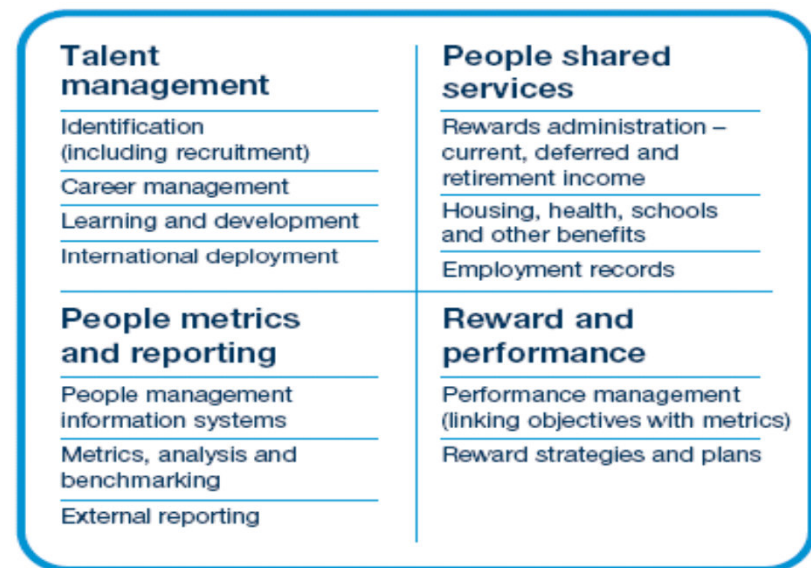 Talent
management
Identification
(including recruitment)
Career management
Learning and development
International deployment
People shared
services
Rewards administration –
current, deferred and
retirement income
Housing, health, schools
and other benefits
Employment records
People metrics
and reporting
People management
information systems
Metrics, analysis and
benchmarking
External reporting
Reward and
performance
Performance management
(linking objectives with metrics)
Reward strategies and plans